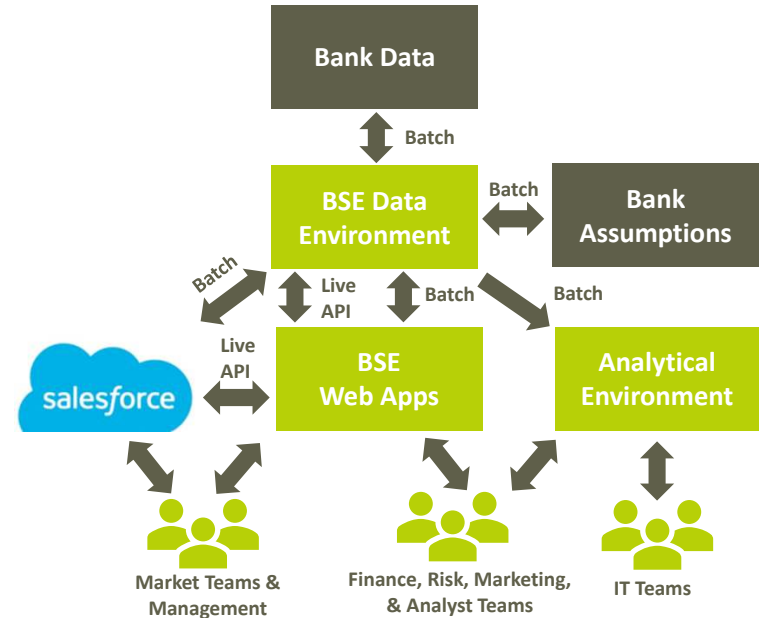 Bank Data
Batch
BSE Data
Environment
Batch
Bank
Assumptions
Batch
Live
API
Batch
Batch
Live
API
salesforce
BSE
Web Apps
Analytical
Environment
Market Teams &
Management
Finance, Risk, Marketing,
& Analyst Teams
IT Teams